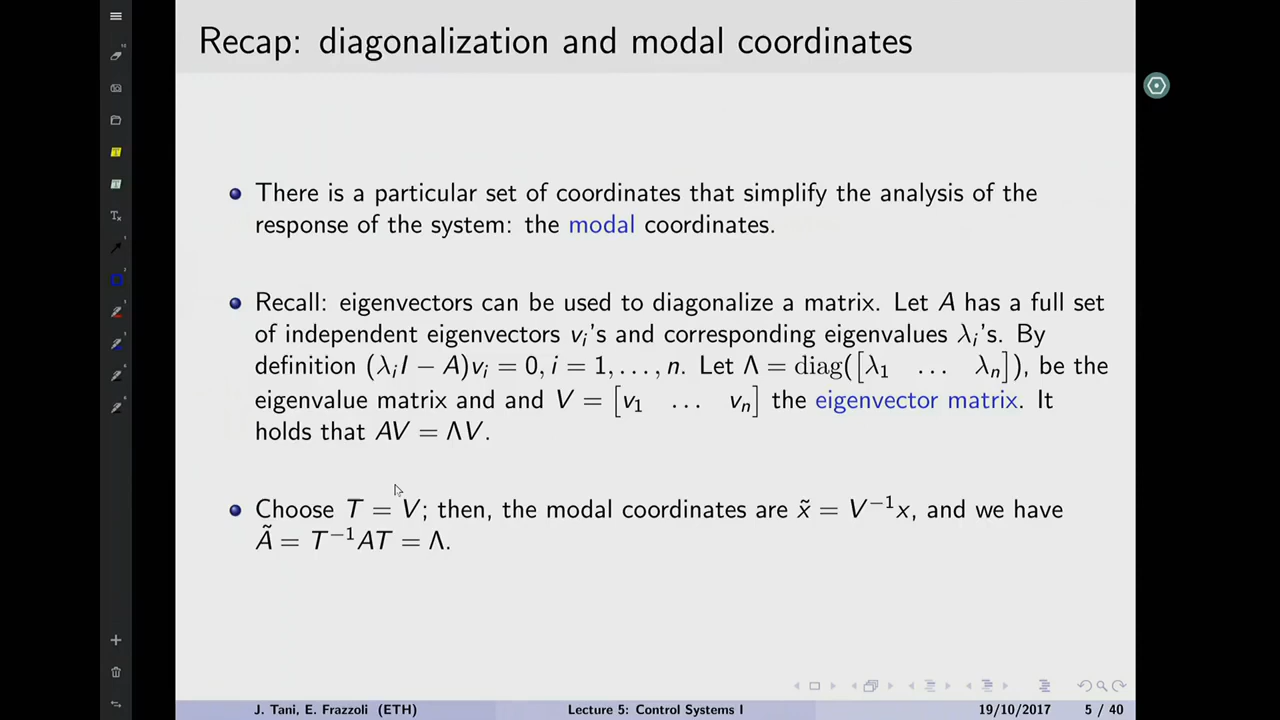 Recap: diagonalization and modal coordinates
There is a particular set of coordinates that simplify the analysis of the
response of the system: the modal coordinates.
Recall: eigenvectors can be used to diagonalize a matrix. Let A has a full set
of independent eigenvectors vᵢ's and corresponding eigenvalues λᵢ's. By
definition (λᵢI − A)vᵢ = 0, i = 1, . . . , n. Let Λ = diag([λ₁ … λₙ]), be the
eigenvalue matrix and and V = [v₁ … vₙ] the eigenvector matrix. It
holds that AV = ΛV.
Choose T = V; then, the modal coordinates are x̃ = V⁻¹x, and we have
Ã = T⁻¹AT = Λ.
J. Tani, E. Frazzoli (ETH) Lecture 5: Control Systems I 19/10/2017 5 / 40